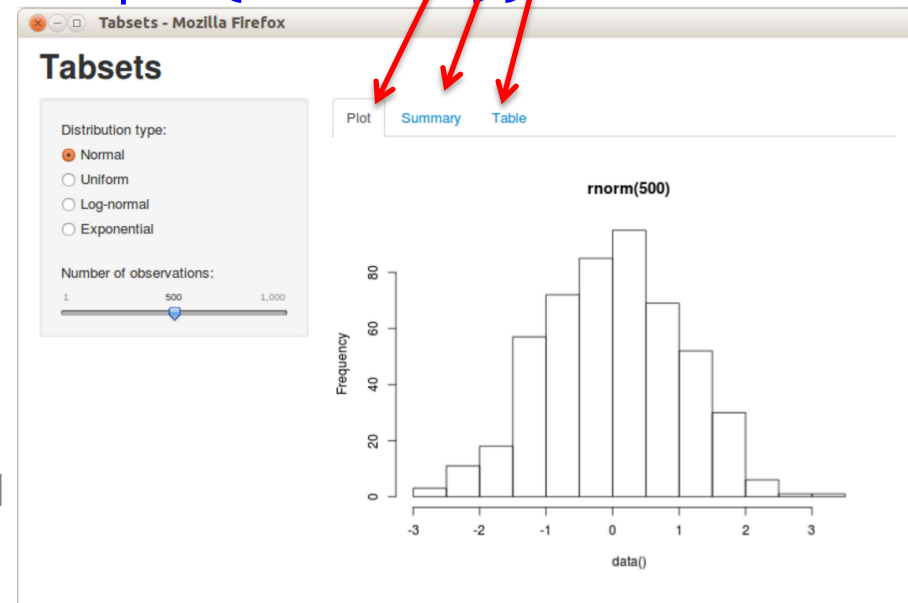 Tabsets - Mozilla Firefox
Tabsets
Distribution type:
Normal
Uniform
Log-normal
Exponential
Number of observations:
1 500 1,000
Plot Summary Table
rnorm(500)
Frequency
80
60
40
20
0
-3 -2 -1 0 1 2 3
data()